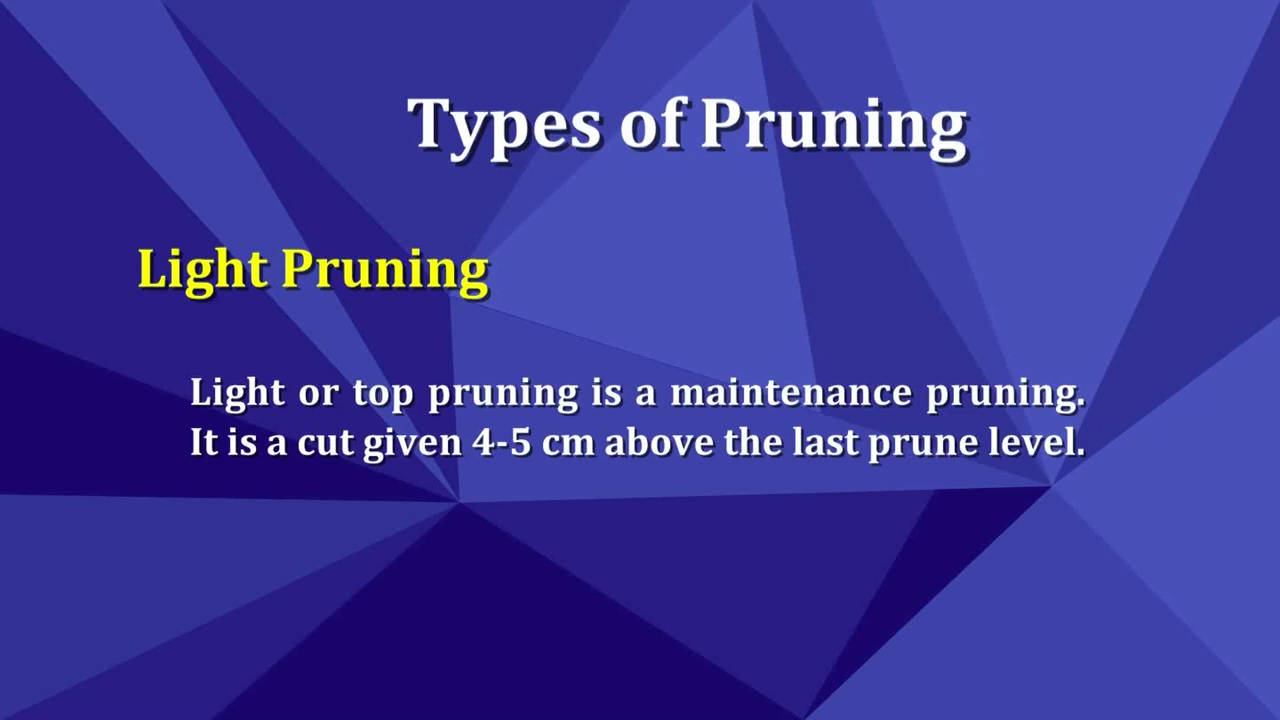 Types of Pruning
Light Pruning
Light or top pruning is a maintenance pruning.
It is a cut given 4-5 cm above the last prune level.